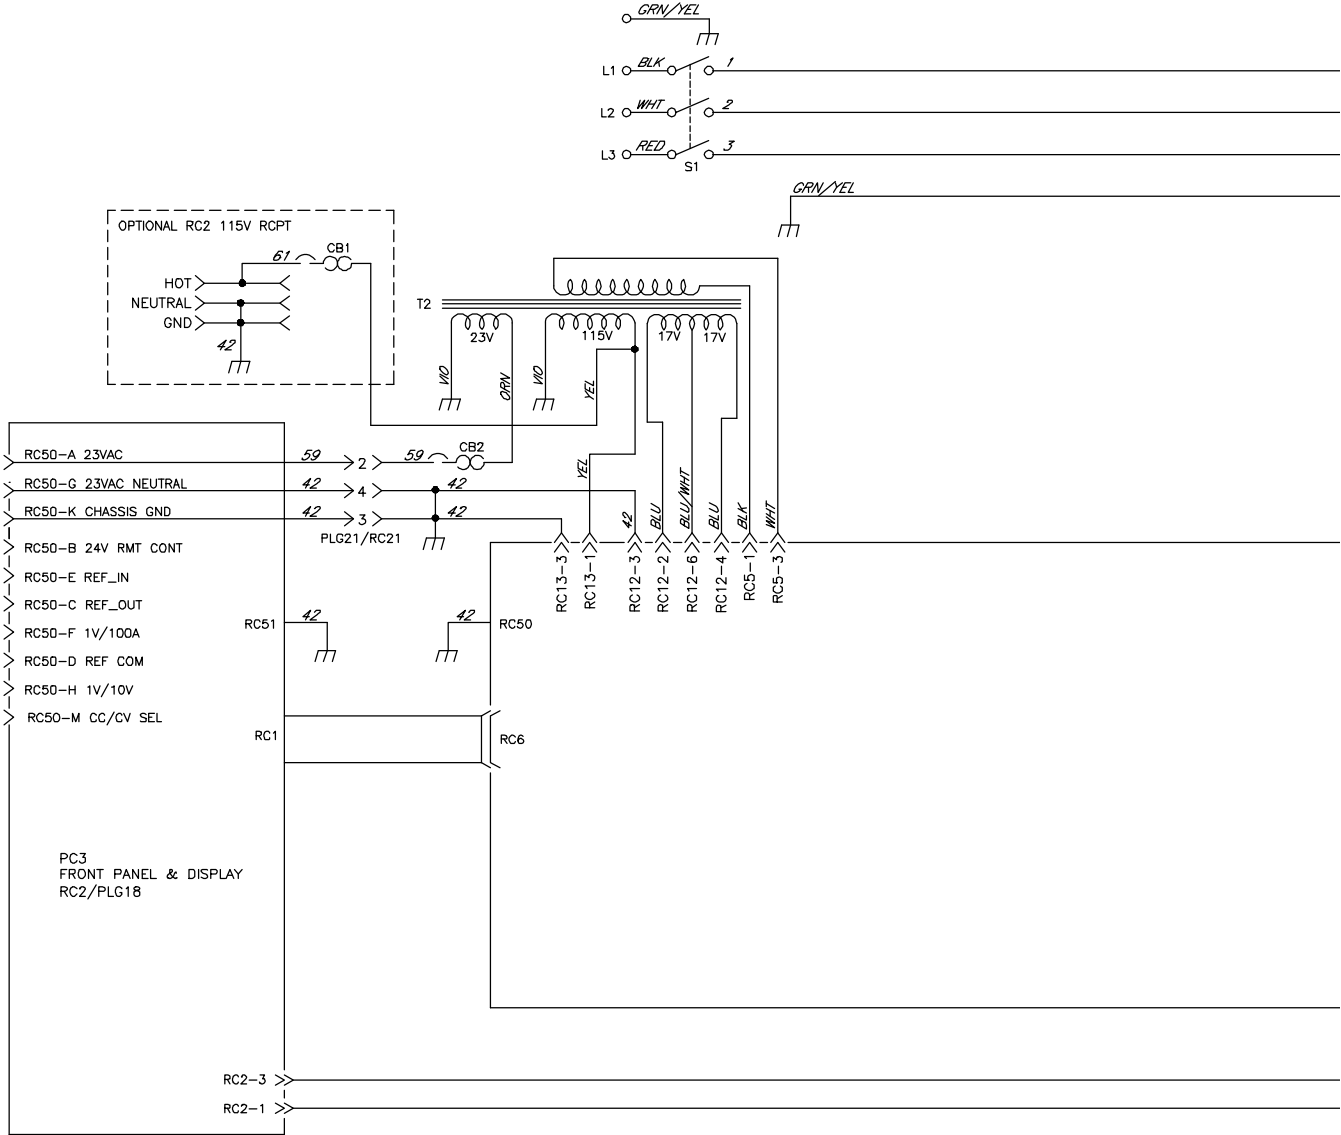 GRN/YEL
L1 BLK 1
L2 WHT 2
L3 RED 3
S1
GRN/YEL
OPTIONAL RC2 115V RCPT
61 CB1
HOT
NEUTRAL
GND
42
T2
23V 115V 17V 17V
VIO ORN VIO YEL
RC50-A 23VAC 59 2 59 CB2
YEL
RC50-G 23VAC NEUTRAL 42 4 42
RC50-K CHASSIS GND 42 3 42
42 BLU BLU/WHT BLU BLK WHT
PLG21/RC21
RC50-B 24V RMT CONT
RC13-3 RC13-1 RC12-3 RC12-2 RC12-6 RC12-4 RC5-1 RC5-3
RC50-E REF_IN
RC50-C REF_OUT
RC51 42 42 RC50
RC50-F 1V/100A
RC50-D REF COM
RC50-H 1V/10V
RC50-M CC/CV SEL
RC1 RC6
PC3
FRONT PANEL & DISPLAY
RC2/PLG18
RC2-3
RC2-1